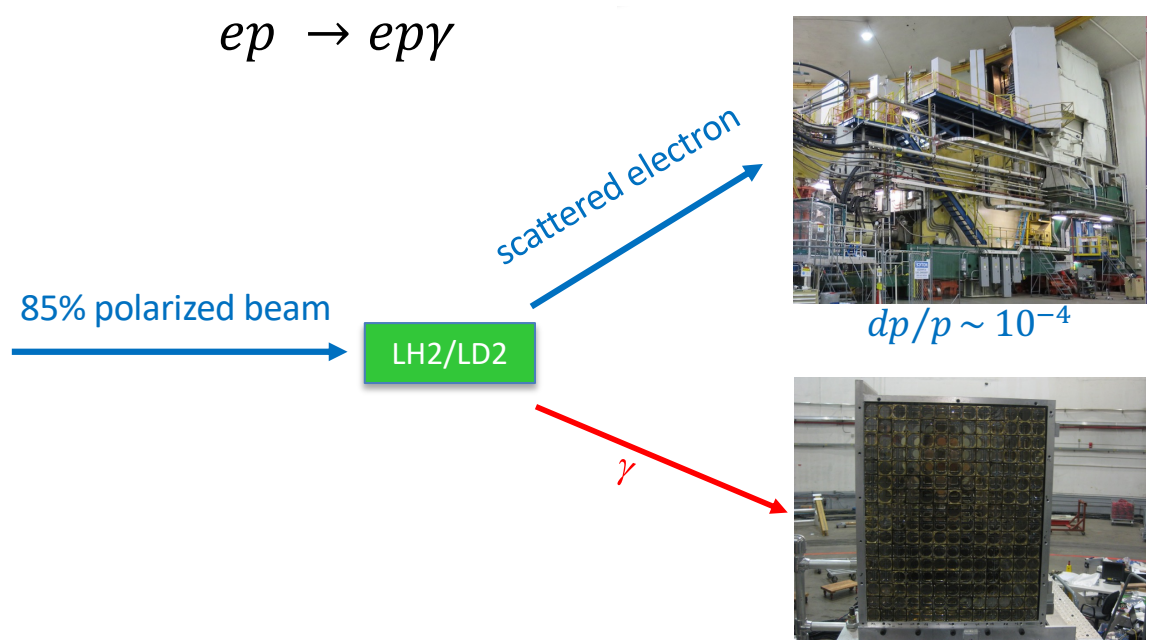 ep → epγ
scattered electron
85% polarized beam
LH2/LD2
dp/p ~ 10⁻⁴
γ